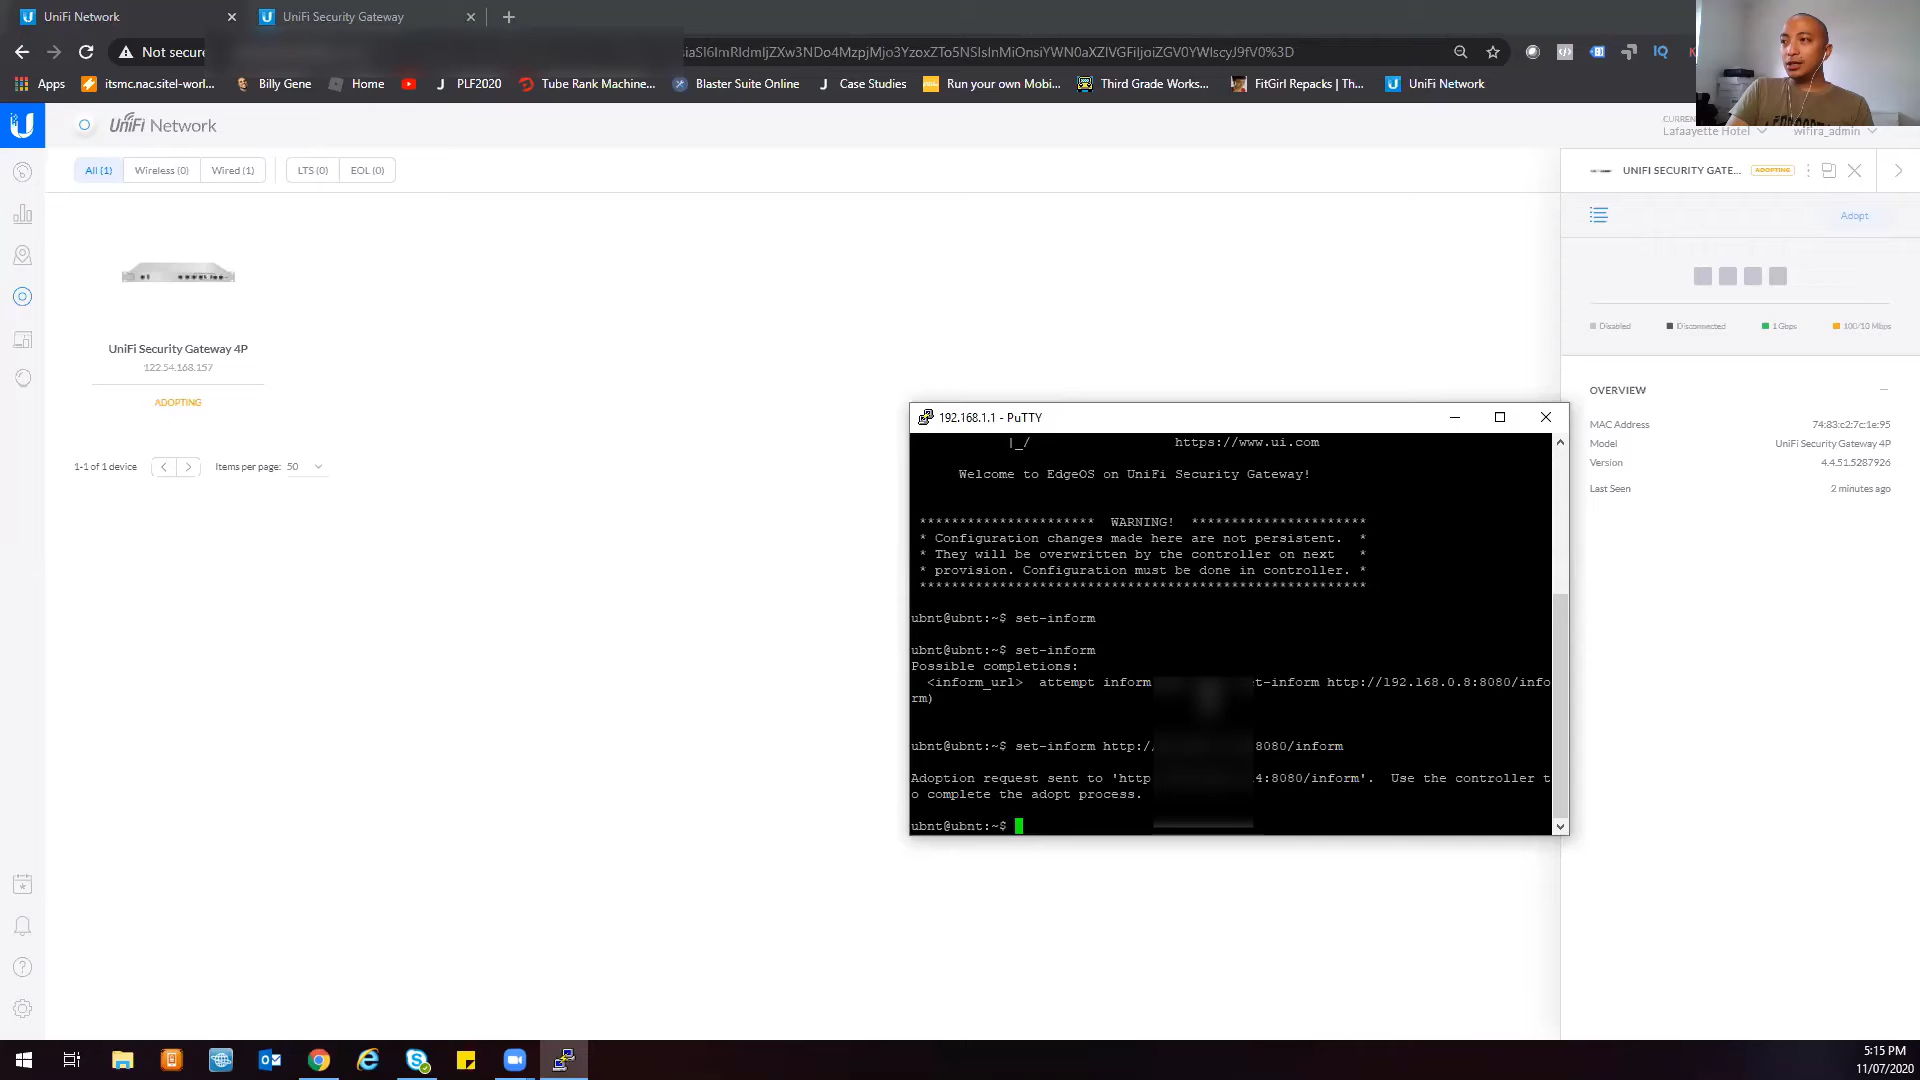 UniFi Network
UniFi Security Gateway
Not secure
siaSI6ImRIdmljZXw3NDo4MzpjMjo3YzoxZTo5NSIsInMiOnsiYWN0aXZlVGFiIjoiZGV0YWlscyJ9fV0%3D
Apps
itsmc.nac.sitel-worl...
Billy Gene
Home
PLF2020
Tube Rank Machine...
Blaster Suite Online
Case Studies
Run your own Mobi...
Third Grade Works...
FitGirl Repacks | Th...
UniFi Network
UniFi Network
Lafaayette Hotel
wifira_admin
All (1)
Wireless (0)
Wired (1)
LTS (0)
EOL (0)
UNIFI SECURITY GATE...
ADOPTING
Adopt
Disabled
Disconnected
1 Gbps
100/10 Mbps
UniFi Security Gateway 4P
122.54.168.157
ADOPTING
1-1 of 1 device
Items per page: 50
OVERVIEW
MAC Address 74:83:c2:7c:1e:95
Model UniFi Security Gateway 4P
Version 4.4.51.5287926
Last Seen 2 minutes ago
192.168.1.1 - PuTTY
|_/ https://www.ui.com
Welcome to EdgeOS on UniFi Security Gateway!
********************** WARNING! **********************
* Configuration changes made here are not persistent. *
* They will be overwritten by the controller on next *
* provision. Configuration must be done in controller. *
********************************************************
ubnt@ubnt:~$ set-inform
ubnt@ubnt:~$ set-inform
Possible completions:
<inform_url> attempt inform t-inform http://192.168.0.8:8080/info
rm)
ubnt@ubnt:~$ set-inform http:/ 8080/inform
Adoption request sent to 'http 4:8080/inform'. Use the controller t
o complete the adopt process.
ubnt@ubnt:~$
5:15 PM
11/07/2020